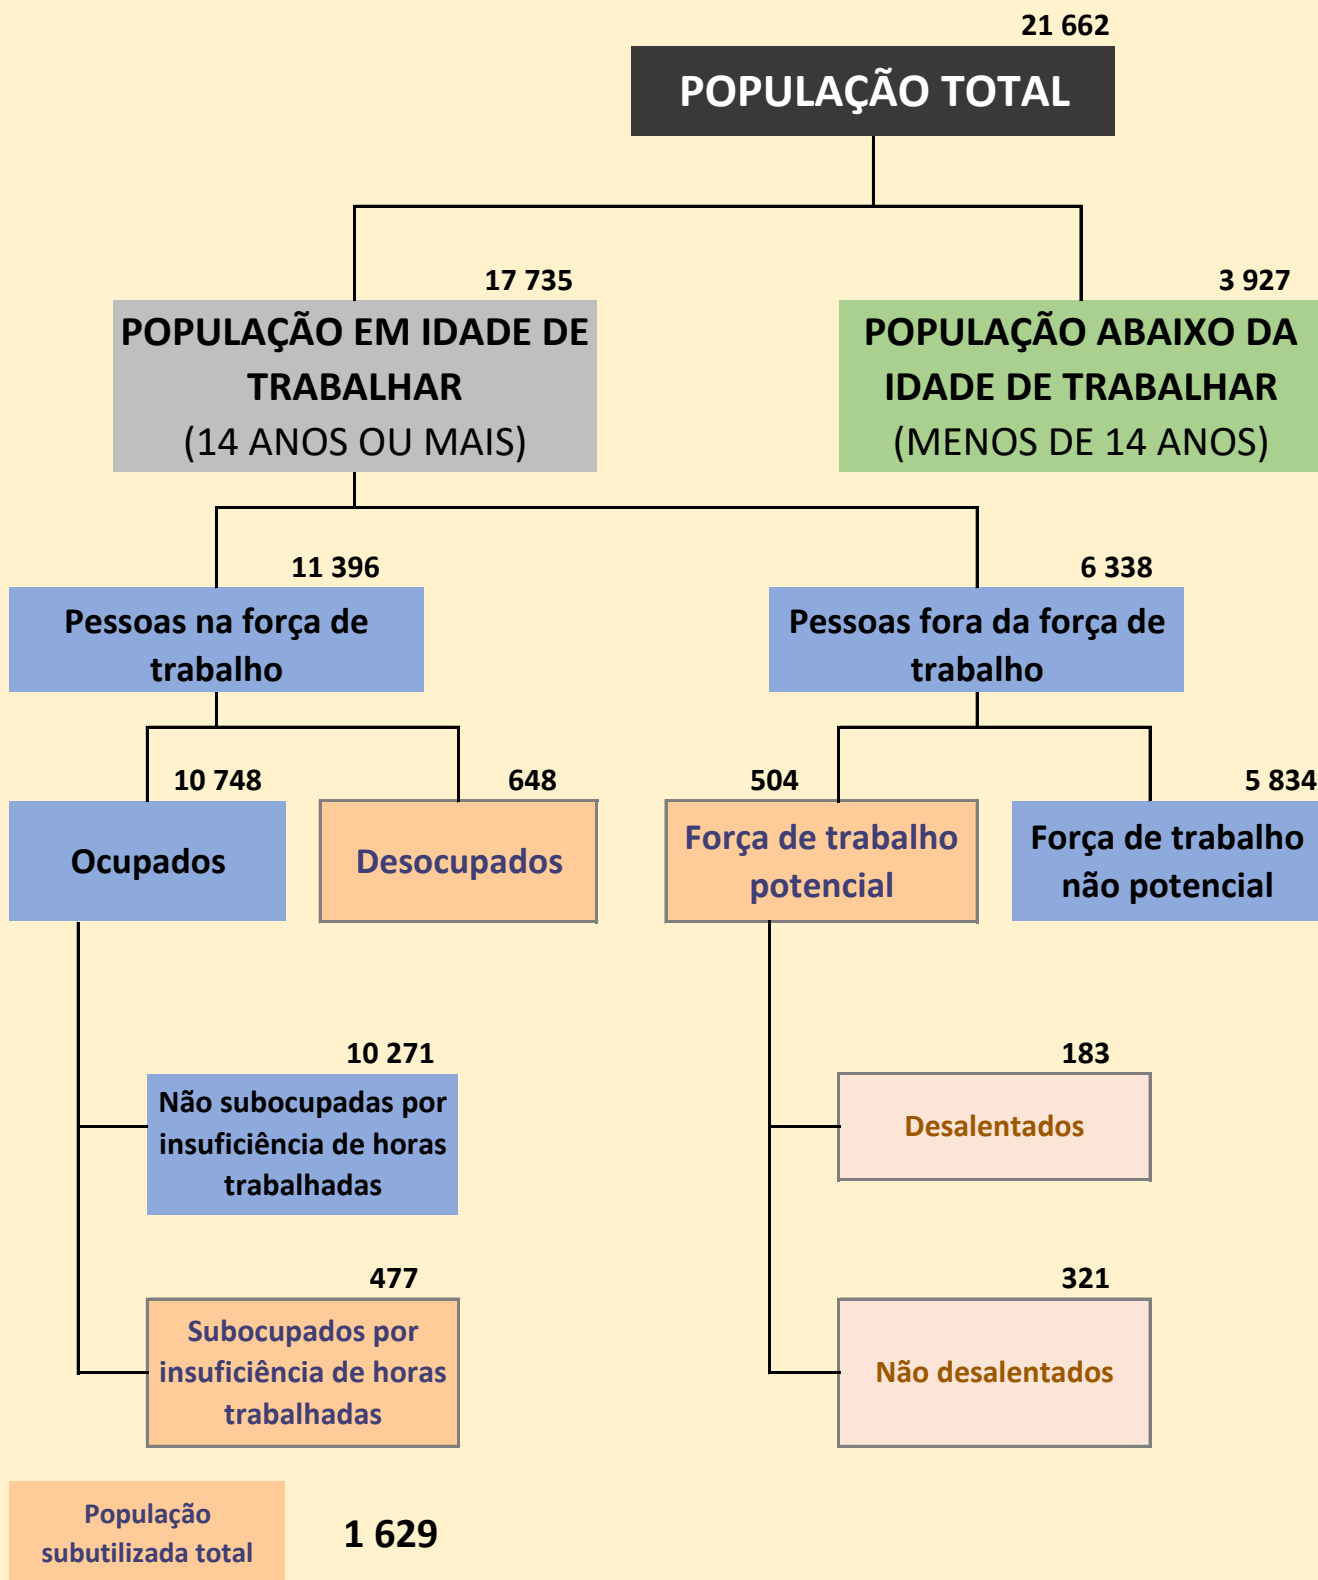 21 662
POPULAÇÃO TOTAL
17 735
POPULAÇÃO EM IDADE DE
TRABALHAR
(14 ANOS OU MAIS)
3 927
POPULAÇÃO ABAIXO DA
IDADE DE TRABALHAR
(MENOS DE 14 ANOS)
11 396
Pessoas na força de
trabalho
6 338
Pessoas fora da força de
trabalho
10 748
Ocupados
648
Desocupados
504
Força de trabalho
potencial
5 834
Força de trabalho
não potencial
10 271
Não subocupadas por
insuficiência de horas
trabalhadas
183
Desalentados
477
Subocupados por
insuficiência de horas
trabalhadas
321
Não desalentados
População
subutilizada total
1 629